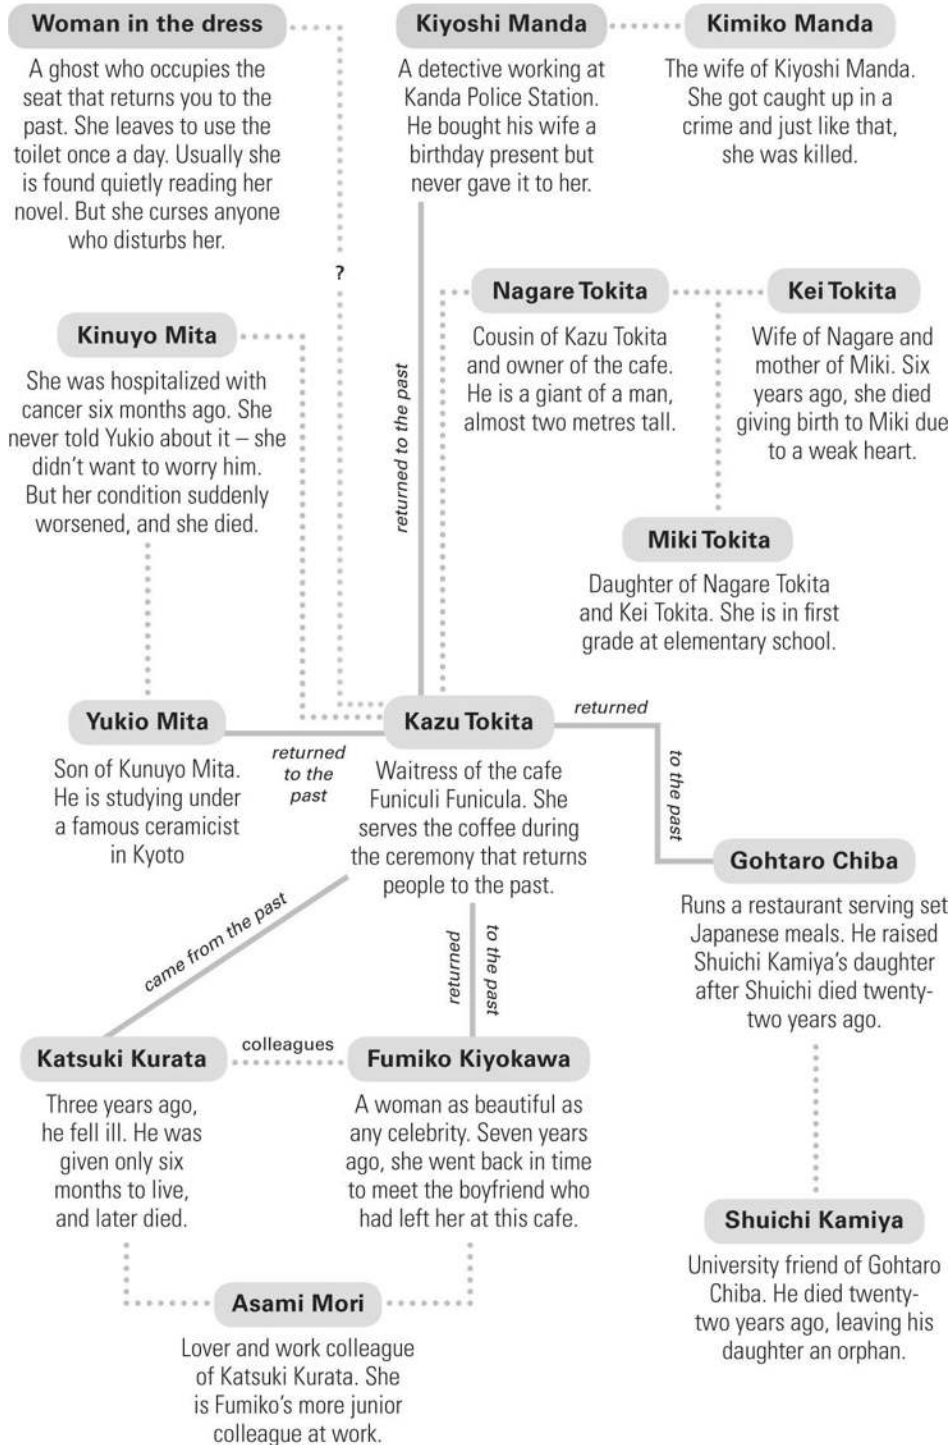 Woman in the dress
A ghost who occupies the
seat that returns you to the
past. She leaves to use the
toilet once a day. Usually she
is found quietly reading her
novel. But she curses anyone
who disturbs her.
?
Kiyoshi Manda
A detective working at
Kanda Police Station.
He bought his wife a
birthday present but
never gave it to her.
Kimiko Manda
The wife of Kiyoshi Manda.
She got caught up in a
crime and just like that,
she was killed.
returned to the past
Nagare Tokita
Cousin of Kazu Tokita
and owner of the cafe.
He is a giant of a man,
almost two metres tall.
Kei Tokita
Wife of Nagare and
mother of Miki. Six
years ago, she died
giving birth to Miki due
to a weak heart.
Kinuyo Mita
She was hospitalized with
cancer six months ago. She
never told Yukio about it – she
didn't want to worry him.
But her condition suddenly
worsened, and she died.
Miki Tokita
Daughter of Nagare Tokita
and Kei Tokita. She is in first
grade at elementary school.
Yukio Mita
Son of Kunuyo Mita.
He is studying under
a famous ceramicist
in Kyoto
returned
to the
past
Kazu Tokita
Waitress of the cafe
Funiculi Funicula. She
serves the coffee during
the ceremony that returns
people to the past.
returned
to the past
Gohtaro Chiba
Runs a restaurant serving set
Japanese meals. He raised
Shuichi Kamiya's daughter
after Shuichi died twenty-
two years ago.
came from the past
returned
to the past
Katsuki Kurata
Three years ago,
he fell ill. He was
given only six
months to live,
and later died.
colleagues
Fumiko Kiyokawa
A woman as beautiful as
any celebrity. Seven years
ago, she went back in time
to meet the boyfriend who
had left her at this cafe.
Shuichi Kamiya
University friend of Gohtaro
Chiba. He died twenty-
two years ago, leaving his
daughter an orphan.
Asami Mori
Lover and work colleague
of Katsuki Kurata. She
is Fumiko's more junior
colleague at work.